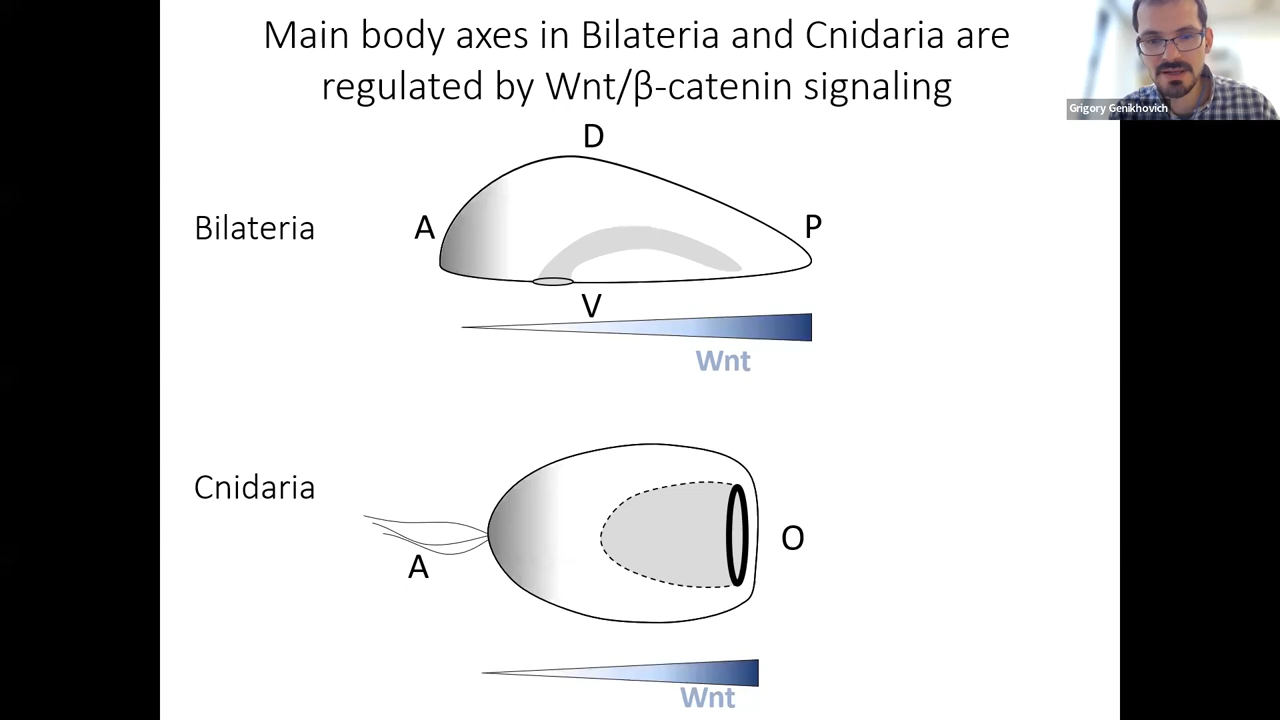 Main body axes in Bilateria and Cnidaria are
regulated by Wnt/β-catenin signaling
Grigory Genikhovich
D
Bilateria
A
P
V
Wnt
Cnidaria
A
O
Wnt